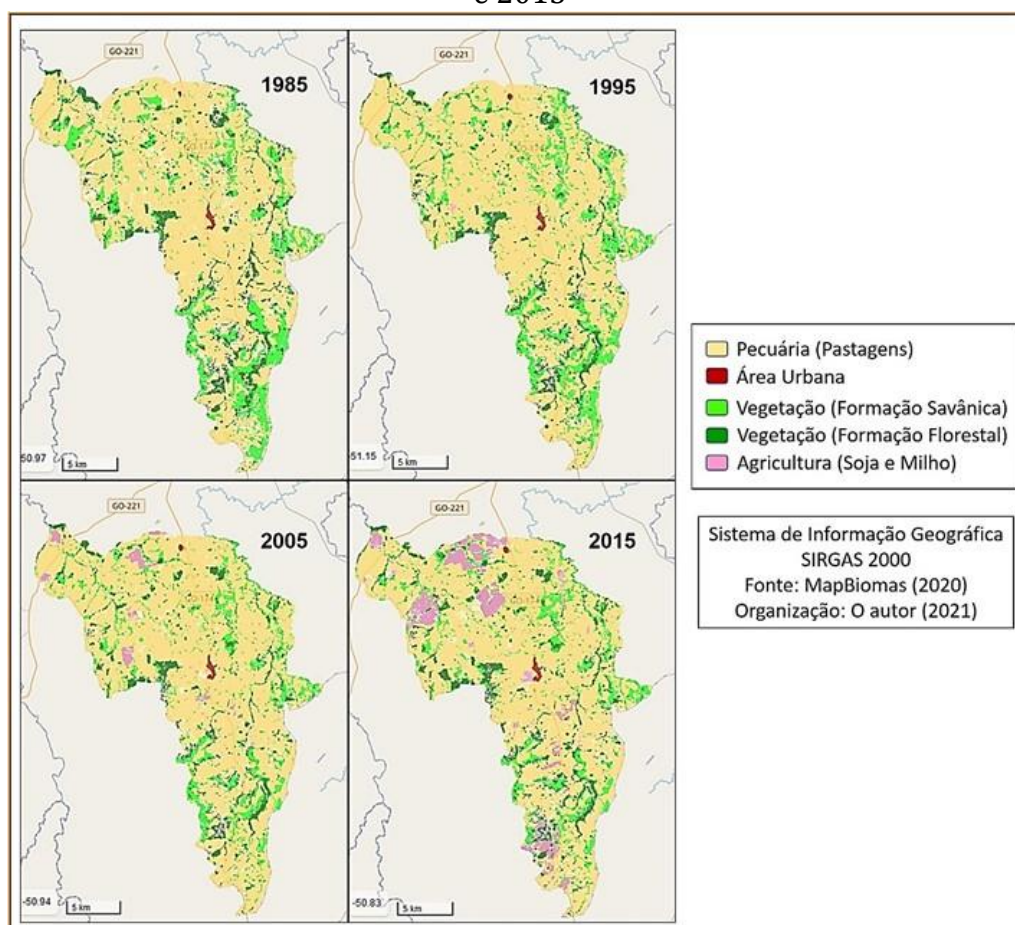 e 2015
GO-221
1985
50.97
5 km
GO-221
1995
51.15
5 km
GO-221
2005
-50.94
5 km
GO-221
2015
-50.83
5 km
Pecuária (Pastagens)
Área Urbana
Vegetação (Formação Savânica)
Vegetação (Formação Florestal)
Agricultura (Soja e Milho)
Sistema de Informação Geográfica
SIRGAS 2000
Fonte: MapBiomas (2020)
Organização: O autor (2021)